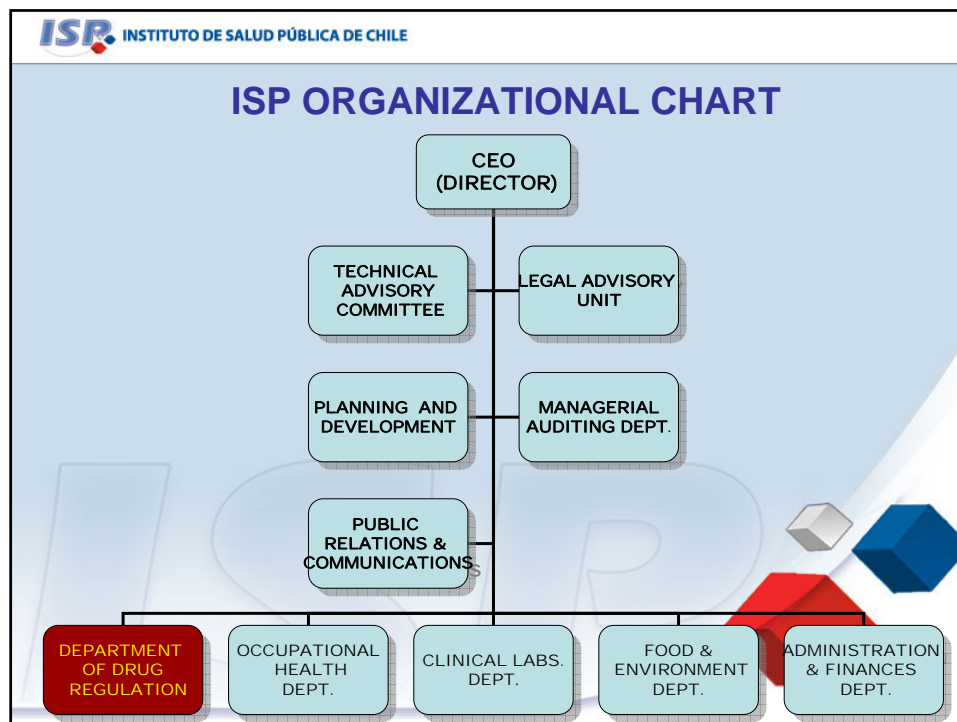 ISP INSTITUTO DE SALUD PÚBLICA DE CHILE
ISP ORGANIZATIONAL CHART
CEO
(DIRECTOR)
TECHNICAL
ADVISORY
COMMITTEE
LEGAL ADVISORY
UNIT
PLANNING AND
DEVELOPMENT
MANAGERIAL
AUDITING DEPT.
PUBLIC
RELATIONS &
COMMUNICATIONS
DEPARTMENT
OF DRUG
REGULATION
OCCUPATIONAL
HEALTH
DEPT.
CLINICAL LABS.
DEPT.
FOOD &
ENVIRONMENT
DEPT.
ADMINISTRATION
& FINANCES
DEPT.
ISP